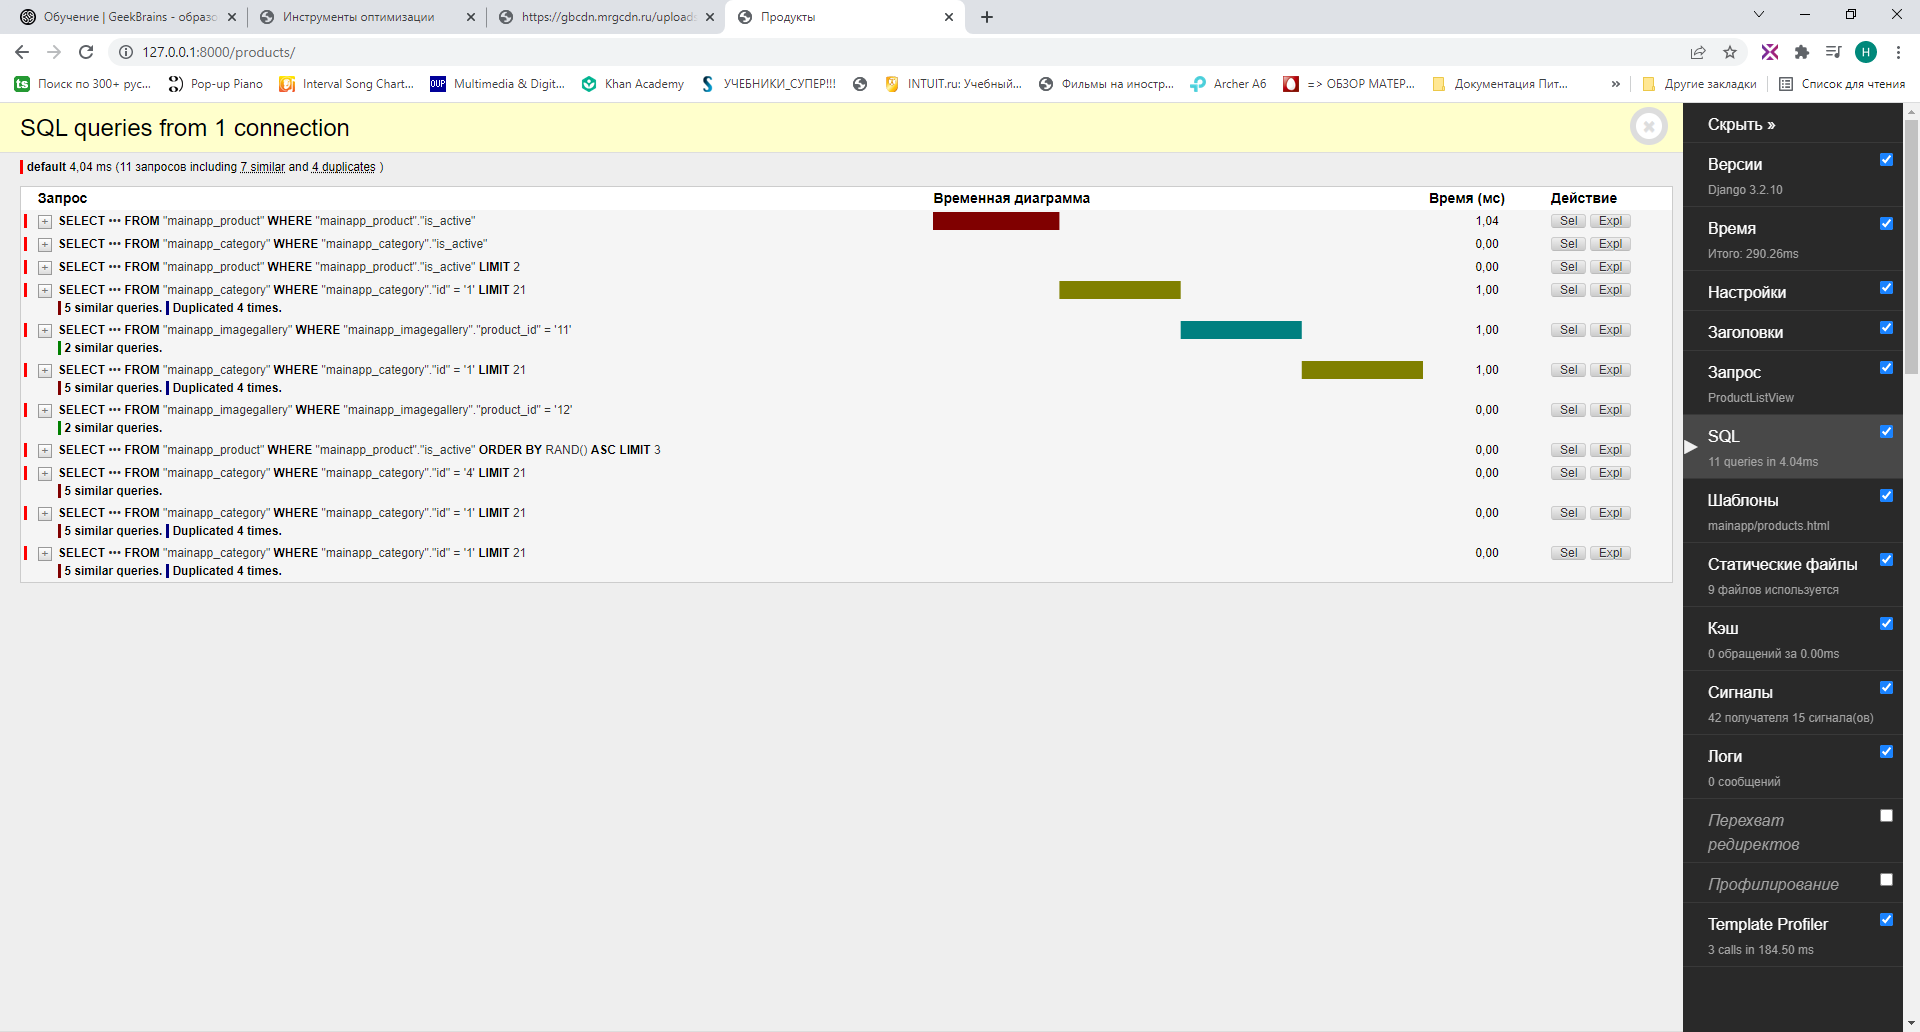 Обучение | GeekBrains - образо
Инструменты оптимизации
https://gbcdn.mrgcdn.ru/uploads
Продукты
127.0.0.1:8000/products/
H
ts Поиск по 300+ рус...
Pop-up Piano
Interval Song Chart...
OUP Multimedia & Digit...
Khan Academy
УЧЕБНИКИ_СУПЕР!!!
INTUIT.ru: Учебный...
Фильмы на иностр...
Archer A6
=> ОБЗОР МАТЕР...
Документация Пит...
»
Другие закладки
Список для чтения
SQL queries from 1 connection
default 4,04 ms (11 запросов including 7 similar and 4 duplicates )
Запрос Временная диаграмма Время (мс) Действие
+ SELECT ••• FROM "mainapp_product" WHERE "mainapp_product"."is_active" 1,04 Sel Expl
+ SELECT ••• FROM "mainapp_category" WHERE "mainapp_category"."is_active" 0,00 Sel Expl
+ SELECT ••• FROM "mainapp_product" WHERE "mainapp_product"."is_active" LIMIT 2 0,00 Sel Expl
+ SELECT ••• FROM "mainapp_category" WHERE "mainapp_category"."id" = '1' LIMIT 21 1,00 Sel Expl
5 similar queries. Duplicated 4 times.
+ SELECT ••• FROM "mainapp_imagegallery" WHERE "mainapp_imagegallery"."product_id" = '11' 1,00 Sel Expl
2 similar queries.
+ SELECT ••• FROM "mainapp_category" WHERE "mainapp_category"."id" = '1' LIMIT 21 1,00 Sel Expl
5 similar queries. Duplicated 4 times.
+ SELECT ••• FROM "mainapp_imagegallery" WHERE "mainapp_imagegallery"."product_id" = '12' 0,00 Sel Expl
2 similar queries.
+ SELECT ••• FROM "mainapp_product" WHERE "mainapp_product"."is_active" ORDER BY RAND() ASC LIMIT 3 0,00 Sel Expl
+ SELECT ••• FROM "mainapp_category" WHERE "mainapp_category"."id" = '4' LIMIT 21 0,00 Sel Expl
5 similar queries.
+ SELECT ••• FROM "mainapp_category" WHERE "mainapp_category"."id" = '1' LIMIT 21 0,00 Sel Expl
5 similar queries. Duplicated 4 times.
+ SELECT ••• FROM "mainapp_category" WHERE "mainapp_category"."id" = '1' LIMIT 21 0,00 Sel Expl
5 similar queries. Duplicated 4 times.
Скрыть »
Версии
Django 3.2.10
Время
Итого: 290.26ms
Настройки
Заголовки
Запрос
ProductListView
SQL
11 queries in 4.04ms
Шаблоны
mainapp/products.html
Статические файлы
9 файлов используется
Кэш
0 обращений за 0.00ms
Сигналы
42 получателя 15 сигнала(ов)
Логи
0 сообщений
Перехват
редиректов
Профилирование
Template Profiler
3 calls in 184.50 ms